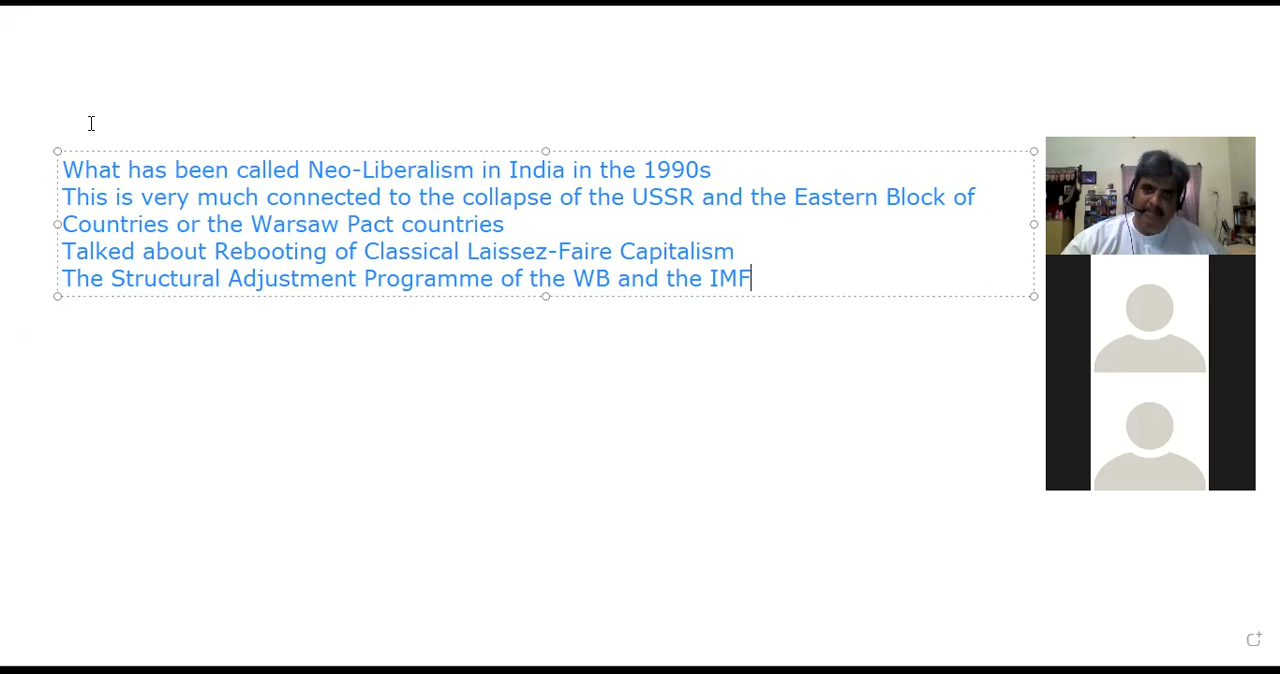 What has been called Neo-Liberalism in India in the 1990s
This is very much connected to the collapse of the USSR and the Eastern Block of
Countries or the Warsaw Pact countries
Talked about Rebooting of Classical Laissez-Faire Capitalism
The Structural Adjustment Programme of the WB and the IMF